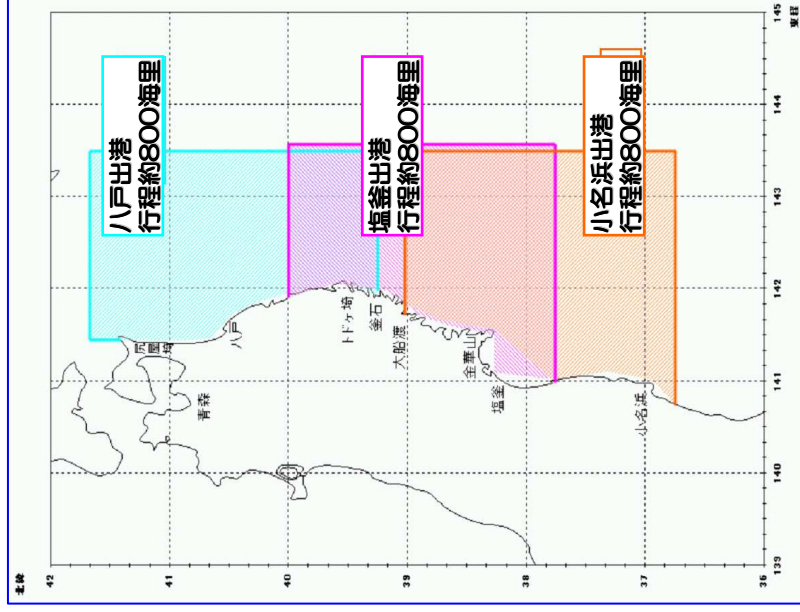 北緯
42
41
40
39
38
37
36
139
140
141
142
143
144
145
東経
八戸出港
行程約800海里
塩釜出港
行程約800海里
小名浜出港
行程約800海里
尻屋埼
青森
八戸
トドヶ埼
釜石
大船渡
金華山
塩釜
小名浜